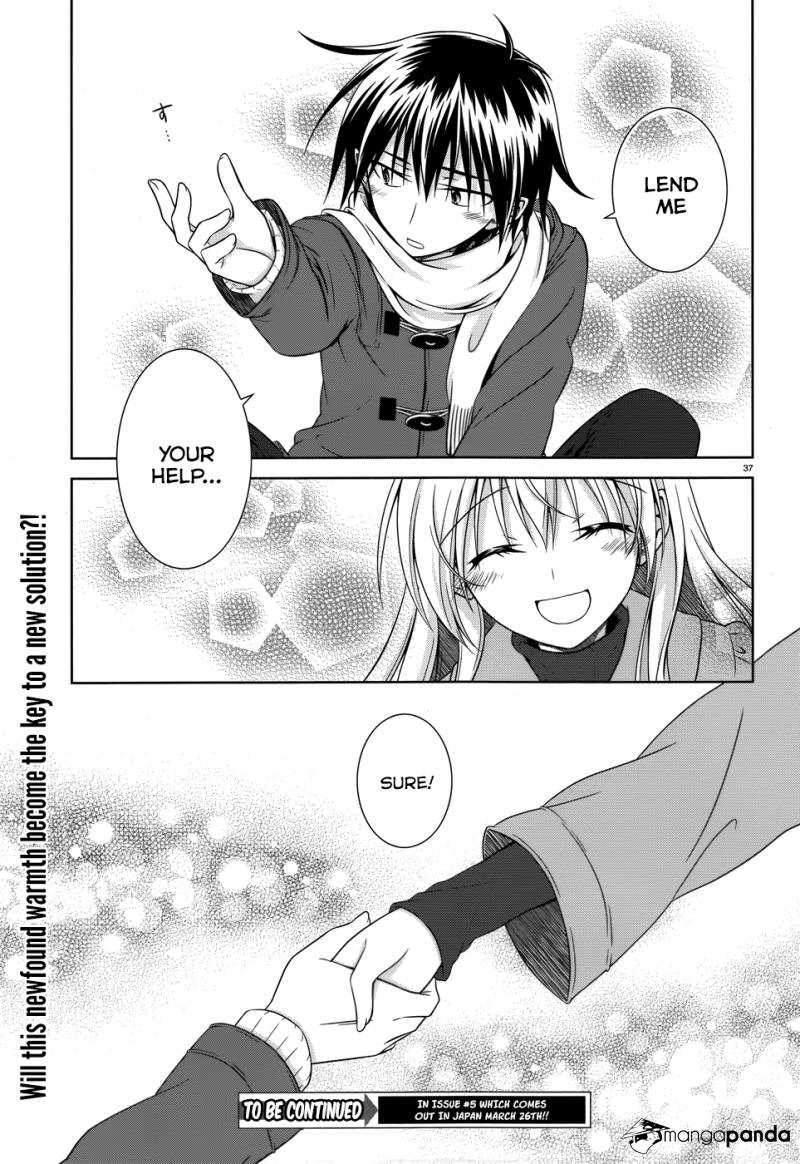 LEND
ME
す…
YOUR
HELP...
37
SURE!
Will this newfound warmth become the key to a new solution?!
TO BE CONTINUED
IN ISSUE #5 WHICH COMES
OUT IN JAPAN MARCH 26TH!!
mangapanda